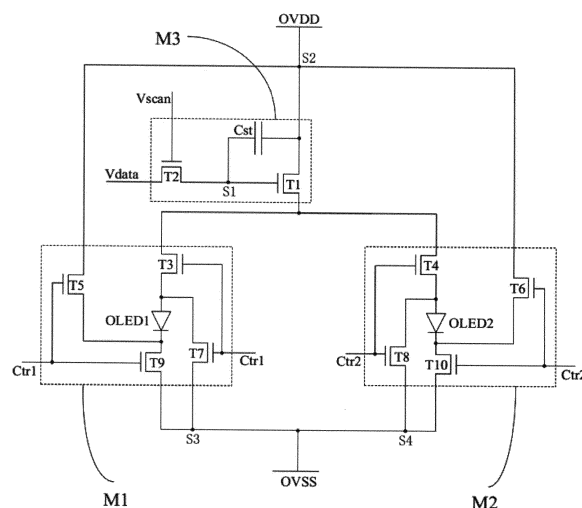 OVDD
M3
S2
Vscan
Cst
Vdata
T2
S1
T1
T3
T4
T5
T6
OLED1
OLED2
T7
T8
Ctr1
T9
Ctr1
Ctr2
T10
Ctr2
S3
S4
OVSS
M1
M2